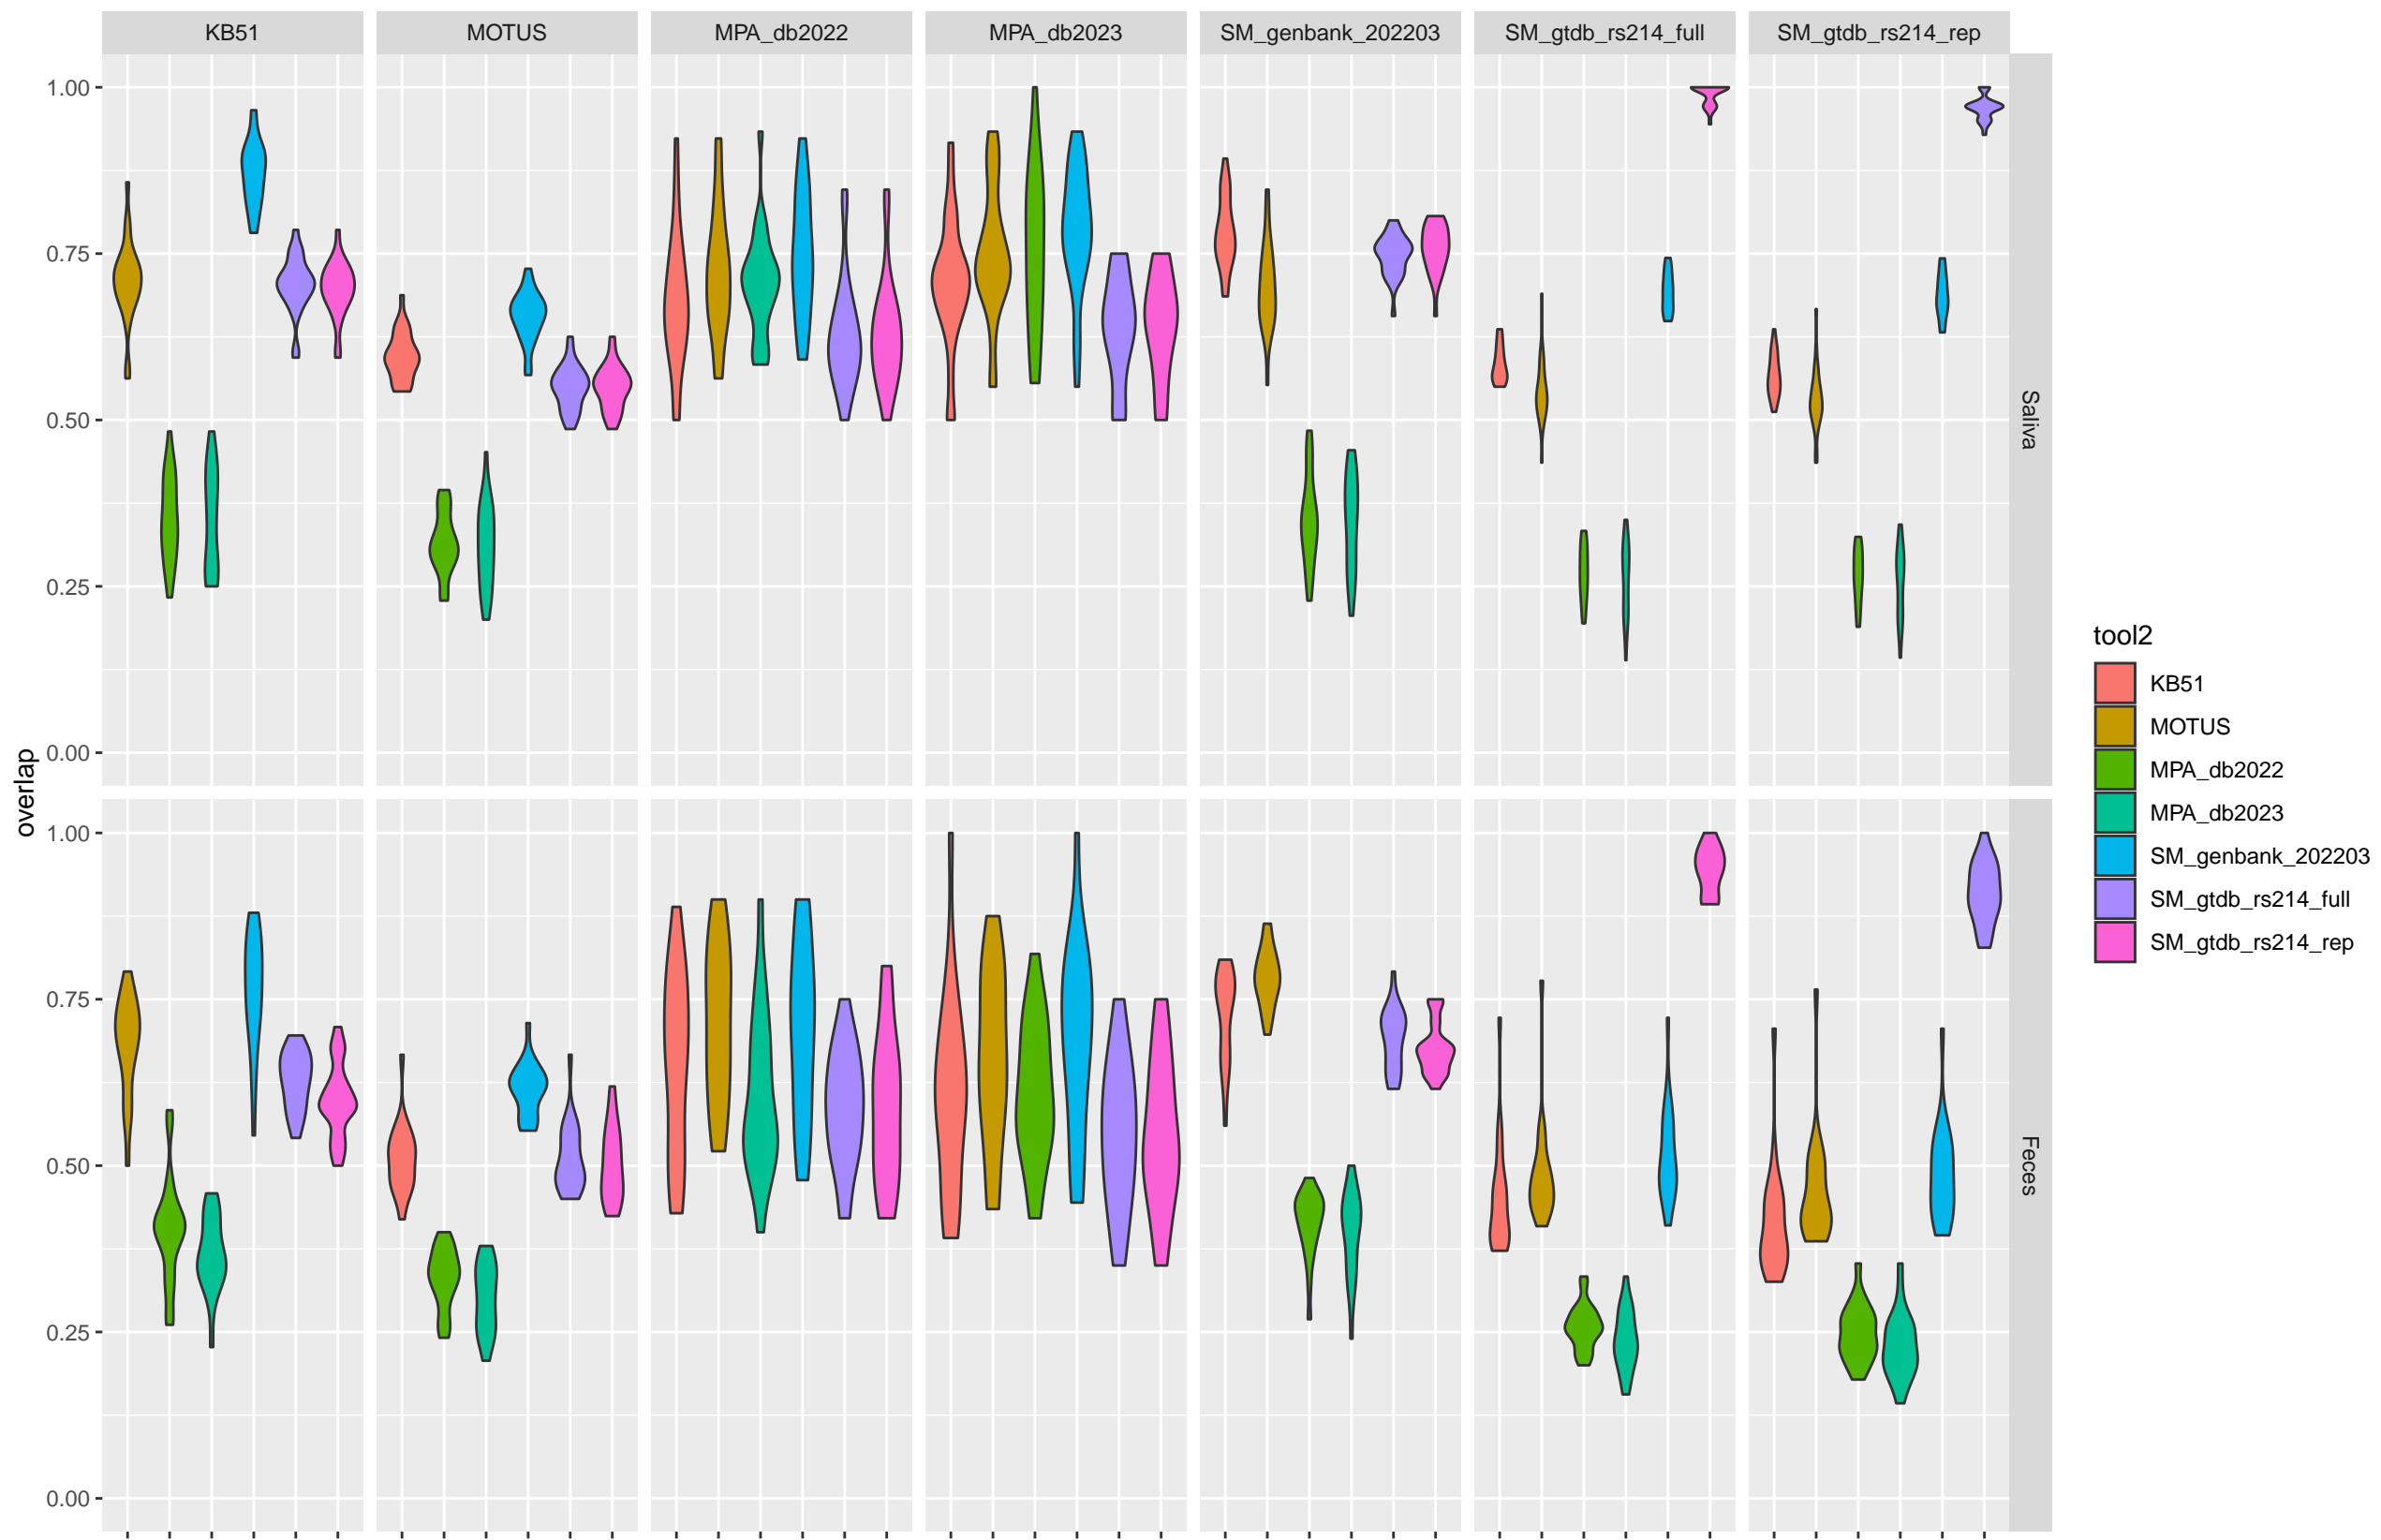 KB51
MOTUS
MPA_db2022
MPA_db2023
SM_genbank_202203
SM_gtdb_rs214_full
SM_gtdb_rs214_rep
1.00
0.75
0.50
0.25
0.00
Saliva
overlap
1.00
0.75
0.50
0.25
0.00
Feces
tool2
KB51
MOTUS
MPA_db2022
MPA_db2023
SM_genbank_202203
SM_gtdb_rs214_full
SM_gtdb_rs214_rep